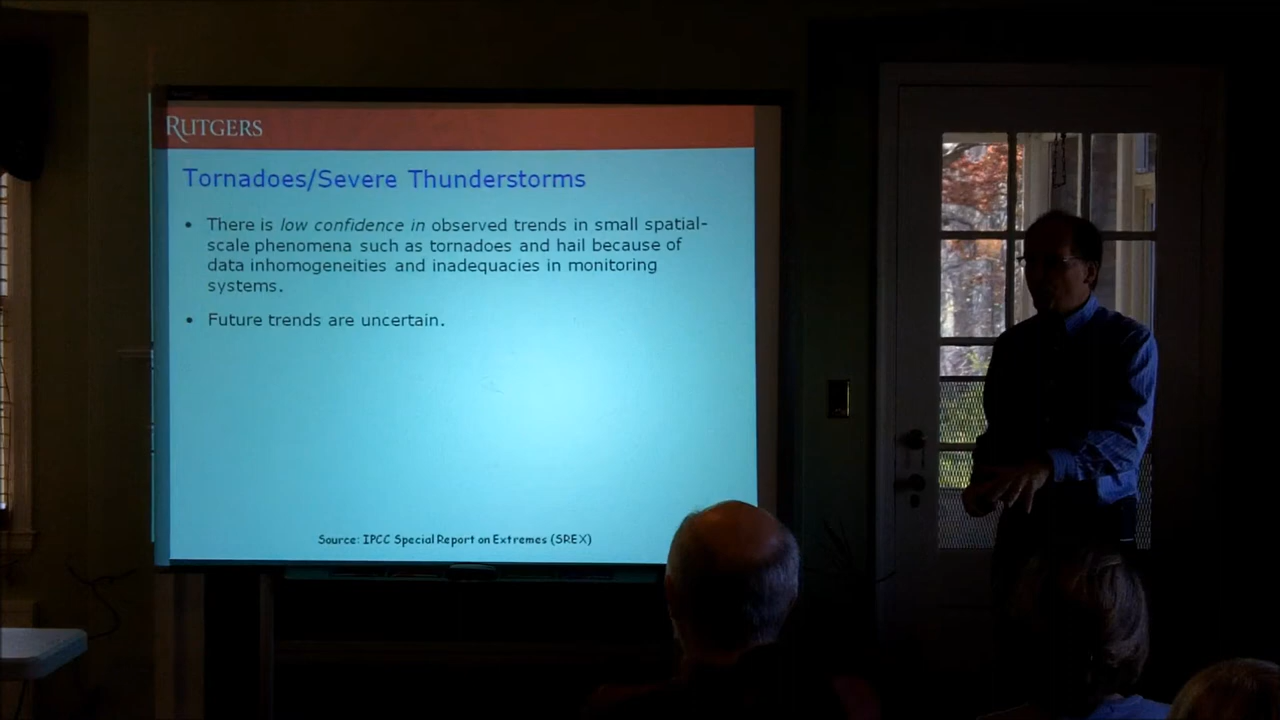 RUTGERS
Tornadoes/Severe Thunderstorms
• There is low confidence in observed trends in small spatial-
scale phenomena such as tornadoes and hail because of
data inhomogeneities and inadequacies in monitoring
systems.
• Future trends are uncertain.
Source: IPCC Special Report on Extremes (SREX)